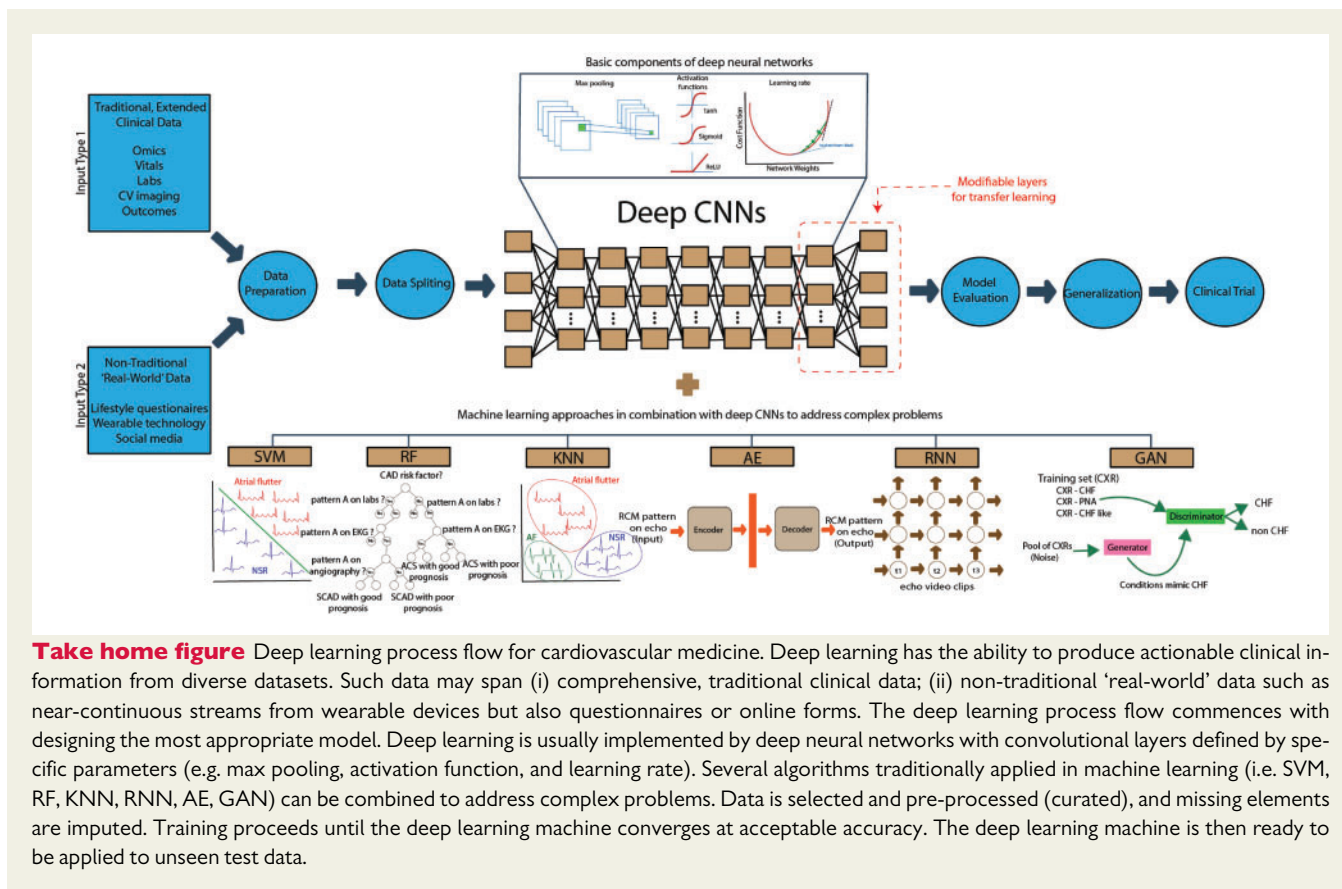 Basic components of deep neural networks
Max pooling
Activation
functions
Tanh
Sigmoid
ReLU
Learning rate
Cost Function
Network Weights
Input Type 1
Traditional, Extended
Clinical Data
Omics
Vitals
Labs
CV imaging
Outcomes
Input Type 2
Non-Traditional
'Real-World' Data
Lifestyle questionaires
Wearable technology
Social media
Data
Preparation
Data Spliting
Deep CNNs
Modifiable layers
for transfer learning
Model
Evaluation
Generalization
Clinical Trial
Machine learning approaches in combination with deep CNNs to address complex problems
SVM
Atrial flutter
NSR
RF
CAD risk factor?
pattern A on labs ?
pattern A on labs ?
pattern A on EKG ?
pattern A on EKG ?
pattern A on
angiography ?
ACS with good
prognosis
ACS with poor
prognosis
SCAD with good
prognosis
SCAD with poor
prognosis
KNN
Atrial flutter
AF
NSR
AE
RCM pattern
on echo
(Input)
Encoder
Decoder
RCM pattern
on echo
(Output)
RNN
t1
t2
t3
echo video clips
GAN
Training set (CXR)
CXR - CHF
CXR - PNA
CXR - CHF like
Discriminator
CHF
non CHF
Pool of CXRs
(Noise)
Generator
Conditions mimic CHF
Take home figure Deep learning process flow for cardiovascular medicine. Deep learning has the ability to produce actionable clinical in-
formation from diverse datasets. Such data may span (i) comprehensive, traditional clinical data; (ii) non-traditional 'real-world' data such as
near-continuous streams from wearable devices but also questionnaires or online forms. The deep learning process flow commences with
designing the most appropriate model. Deep learning is usually implemented by deep neural networks with convolutional layers defined by spe-
cific parameters (e.g. max pooling, activation function, and learning rate). Several algorithms traditionally applied in machine learning (i.e. SVM,
RF, KNN, RNN, AE, GAN) can be combined to address complex problems. Data is selected and pre-processed (curated), and missing elements
are imputed. Training proceeds until the deep learning machine converges at acceptable accuracy. The deep learning machine is then ready to
be applied to unseen test data.